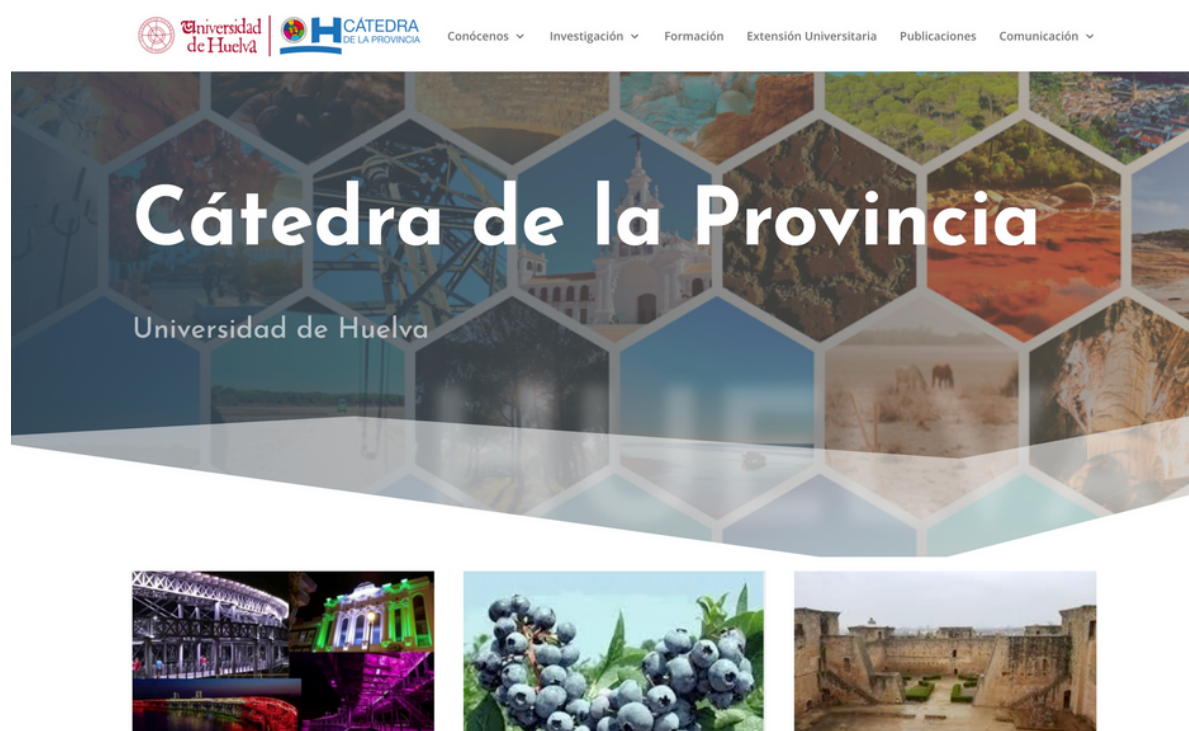 Universidad
de Huelva
CÁTEDRA
DE LA PROVINCIA
Conócenos
Investigación
Formación
Extensión Universitaria
Publicaciones
Comunicación
Cátedra de la Provincia
Universidad de Huelva